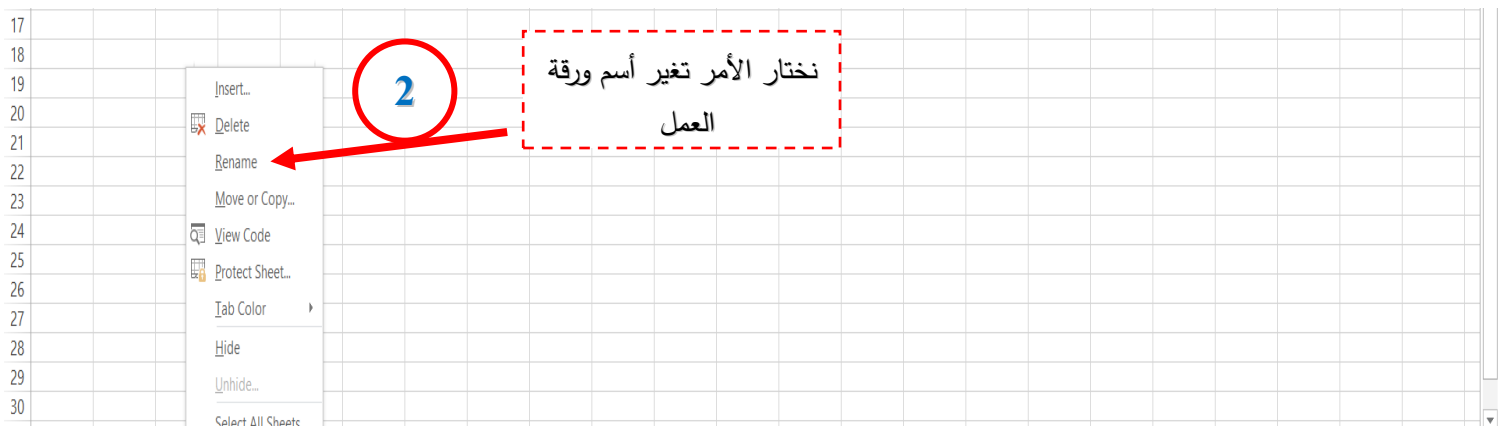 17
18
19
20
21
22
23
24
25
26
27
28
29
30
Insert...
Delete
Rename
Move or Copy...
View Code
Protect Sheet...
Tab Color
Hide
Unhide...
Select All Sheets
2
نختار الأمر تغير أسم ورقة
العمل